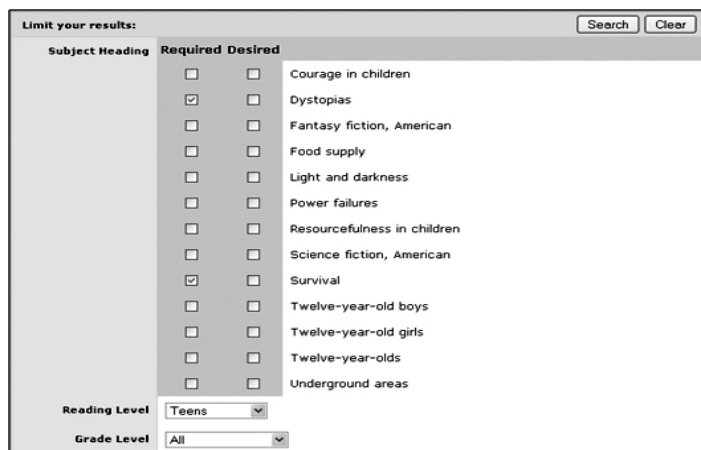 Limit your results: Search Clear
Subject Heading Required Desired
Courage in children
Dystopias
Fantasy fiction, American
Food supply
Light and darkness
Power failures
Resourcefulness in children
Science fiction, American
Survival
Twelve-year-old boys
Twelve-year-old girls
Twelve-year-olds
Underground areas
Reading Level Teens
Grade Level All